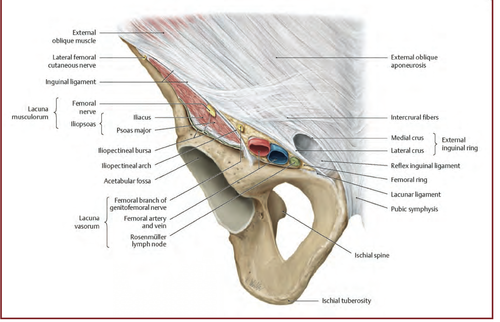 External
oblique muscle
Lateral femoral
cutaneous nerve
Inguinal ligament
Lacuna
musculorum
Femoral
nerve
Iliopsoas
Iliacus
Psoas major
Iliopectineal bursa
Iliopectineal arch
Acetabular fossa
Lacuna
vasorum
Femoral branch of
genitofemoral nerve
Femoral artery
and vein
Rosenmüller
lymph node
External oblique
aponeurosis
Intercrural fibers
Medial crus
Lateral crus
External
inguinal ring
Reflex inguinal ligament
Femoral ring
Lacunar ligament
Pubic symphysis
Ischial spine
Ischial tuberosity